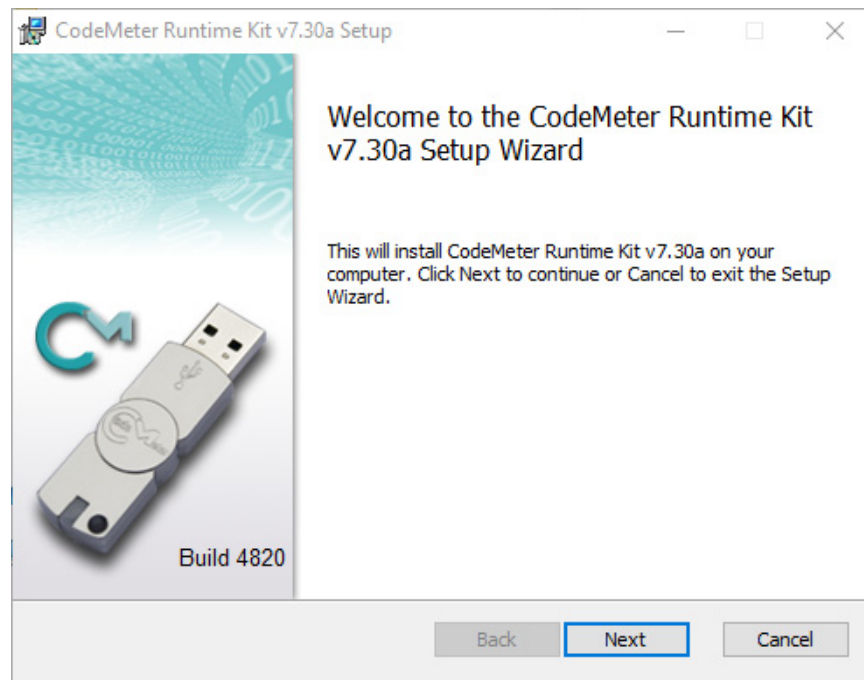 CodeMeter Runtime Kit v7.30a Setup
Welcome to the CodeMeter Runtime Kit
v7.30a Setup Wizard
This will install CodeMeter Runtime Kit v7.30a on your
computer. Click Next to continue or Cancel to exit the Setup
Wizard.
CM
Build 4820
Back
Next
Cancel